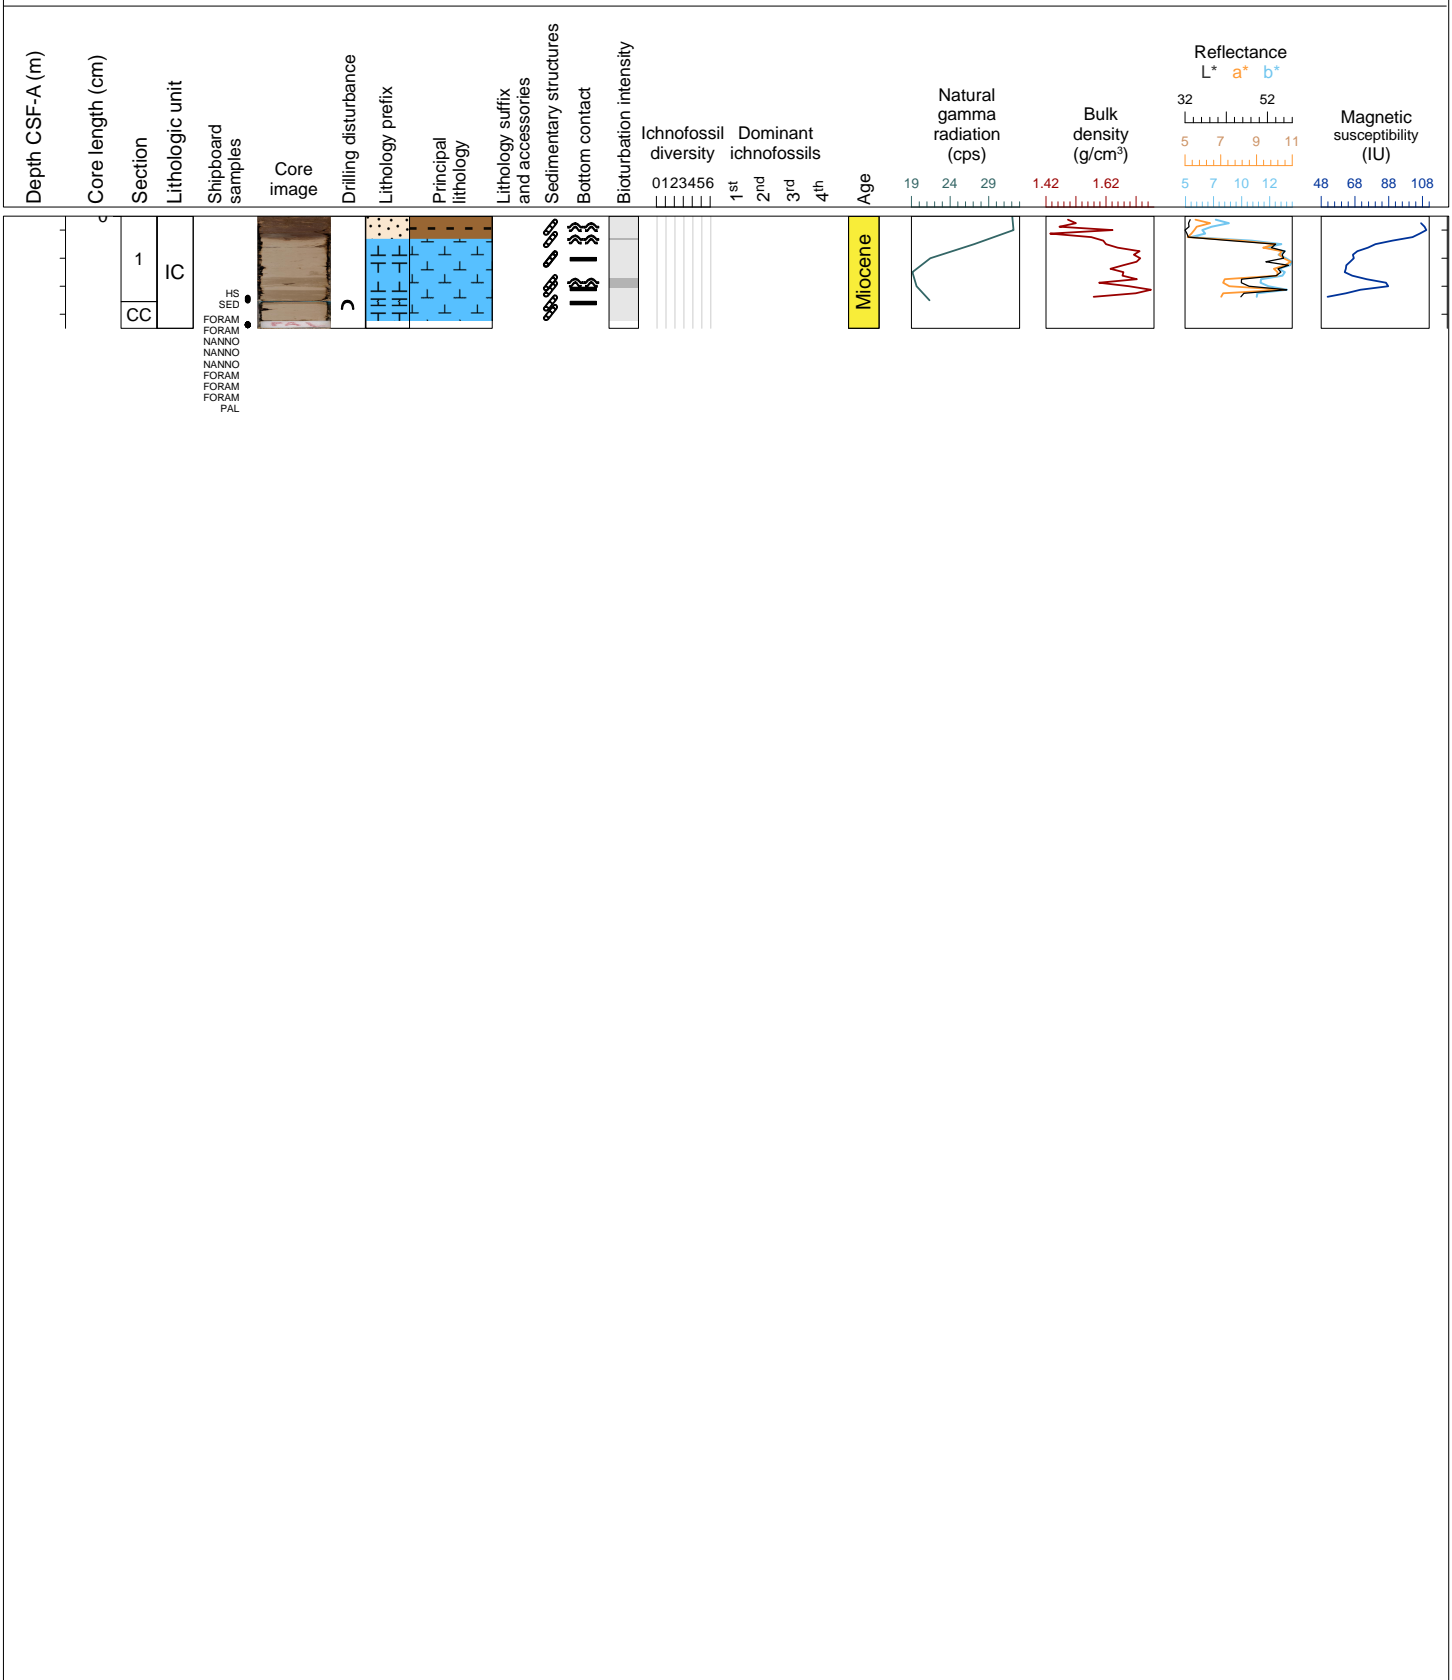 Depth CSF-A (m)
Core length (cm)
Section
Lithologic unit
Shipboard
samples
Core
image
Drilling disturbance
Lithology prefix
Principal
lithology
Lithology suffix
and accessories
Sedimentary structures
Bottom contact
Bioturbation intensity
Ichnofossil
diversity
0123456
Dominant
ichnofossils
1st
2nd
3rd
4th
Age
Natural
gamma
radiation
(cps)
19 24 29
Bulk
density
(g/cm³)
1.42 1.62
Reflectance
L* a* b*
32 52
5 7 9 11
5 7 10 12
Magnetic
susceptibility
(IU)
48 68 88 108
0
1
CC
IC
HS
SED
FORAM
FORAM
NANNO
NANNO
NANNO
FORAM
FORAM
FORAM
PAL
PAL
Miocene